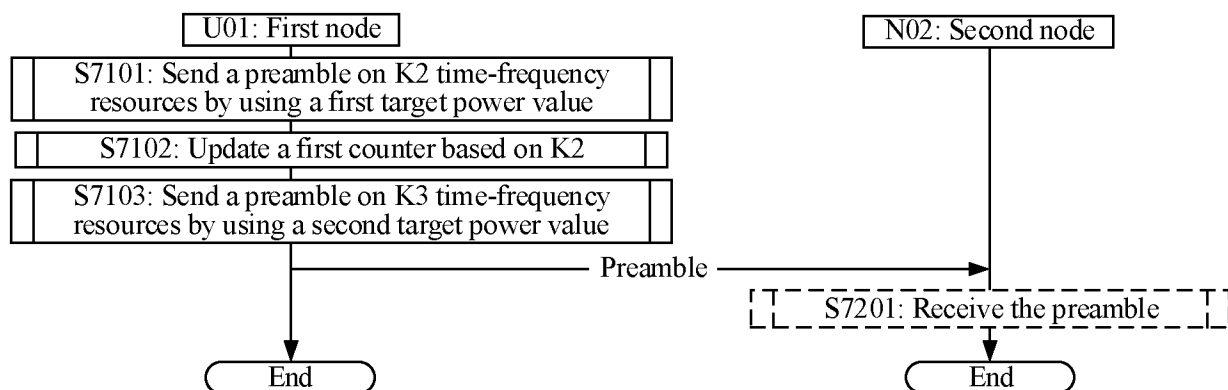 U01: First node
N02: Second node
S7101: Send a preamble on K2 time-frequency
resources by using a first target power value
S7102: Update a first counter based on K2
S7103: Send a preamble on K3 time-frequency
resources by using a second target power value
Preamble
S7201: Receive the preamble
End
End